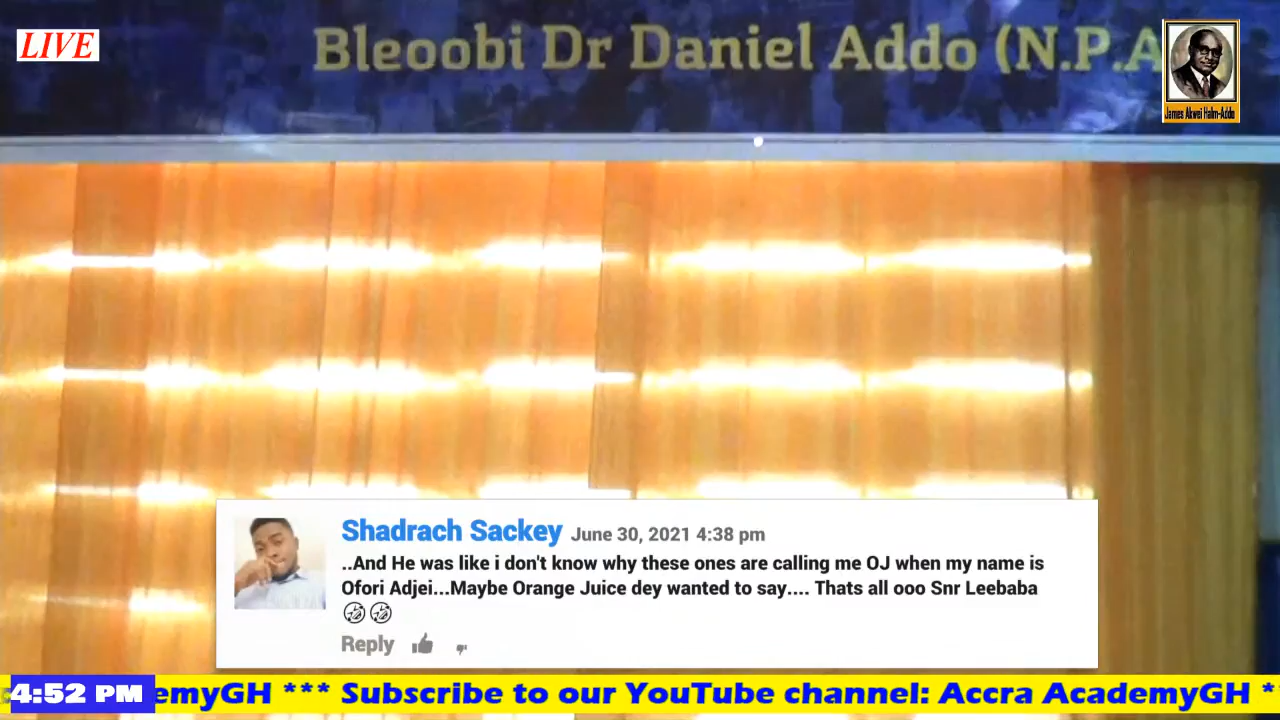 LIVE
Bleoobi Dr Daniel Addo (N.P.A
James Akwei Halm-Addo
Shadrach Sackey June 30, 2021 4:38 pm
..And He was like i don't know why these ones are calling me OJ when my name is
Ofori Adjei...Maybe Orange Juice dey wanted to say.... Thats all ooo Snr Leebaba
🤣🤣
Reply
4:52 PM emyGH *** Subscribe to our YouTube channel: Accra AcademyGH *